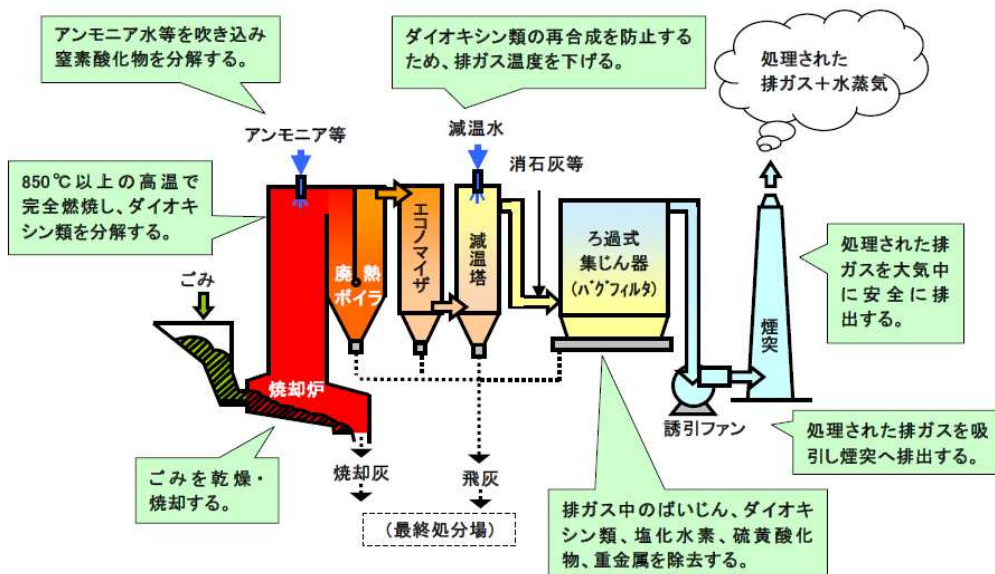 アンモニア水等を吹き込み
窒素酸化物を分解する。
ダイオキシン類の再合成を防止する
ため、排ガス温度を下げる。
処理された
排ガス+水蒸気
アンモニア等
減温水
消石灰等
850℃以上の高温で
完全燃焼し、ダイオ
キシン類を分解する。
ごみ
廃熱
ボイラ
エコノマイザ
減温塔
ろ過式
集じん器
(バグフィルタ)
処理された排
ガスを大気中
に安全に排
出する。
煙突
焼却炉
誘引ファン
処理された排ガスを吸
引し煙突へ排出する。
ごみを乾燥・
焼却する。
焼却灰
飛灰
(最終処分場)
排ガス中のばいじん、ダイオキ
シン類、塩化水素、硫黄酸化
物、重金属を除去する。